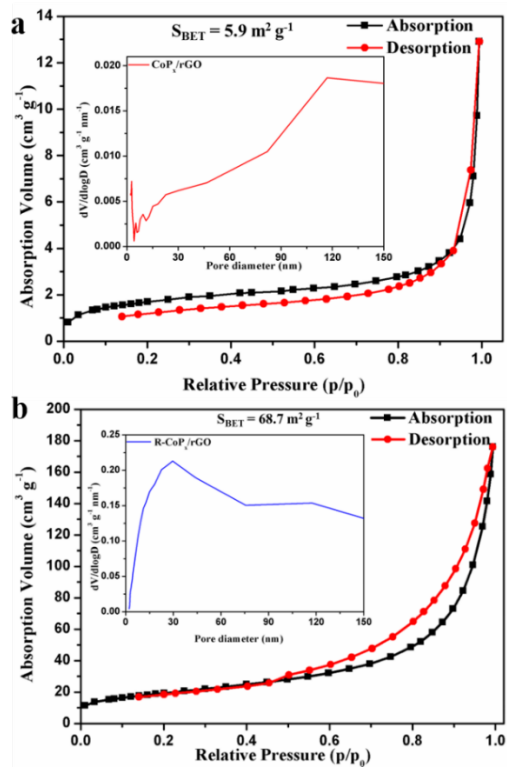 a
S_BET = 5.9 m² g⁻¹
Absorption
Desorption
CoPₛ/rGO
dV/dlogD (cm³ g⁻¹ nm⁻¹)
0.020
0.015
0.010
0.005
0.000
0 30 60 90 120 150
Pore diameter (nm)
Absorption Volume (cm³ g⁻¹)
14
12
10
8
6
4
2
0
0.0 0.2 0.4 0.6 0.8 1.0
Relative Pressure (p/p₀)
b
S_BET = 68.7 m² g⁻¹
Absorption
Desorption
R-CoPₛ/rGO
dV/dlogD (cm³ g⁻¹ nm⁻¹)
0.25
0.20
0.15
0.10
0.05
0.00
0 30 60 90 120 150
Pore diameter (nm)
Absorption Volume (cm³ g⁻¹)
200
180
160
140
120
100
80
60
40
20
0
0.0 0.2 0.4 0.6 0.8 1.0
Relative Pressure (p/p₀)